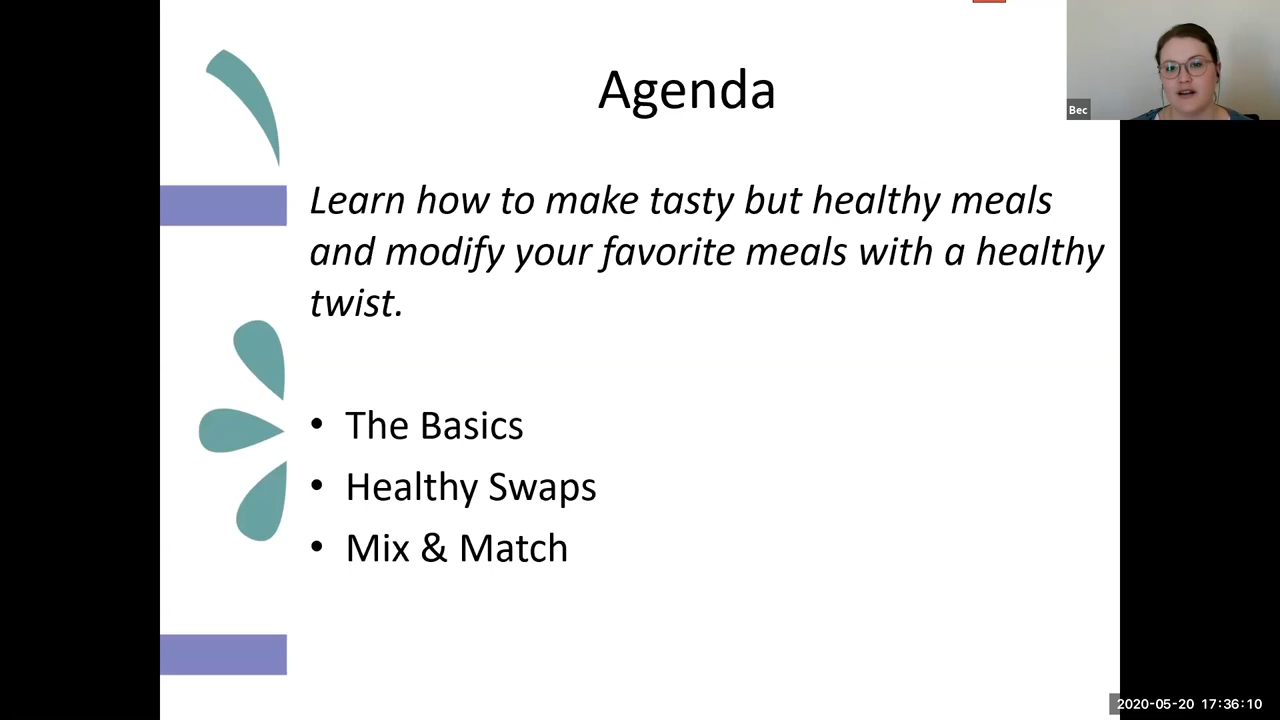 Agenda
Bec
Learn how to make tasty but healthy meals
and modify your favorite meals with a healthy
twist.
• The Basics
• Healthy Swaps
• Mix & Match
2020-05-20 17:36:10